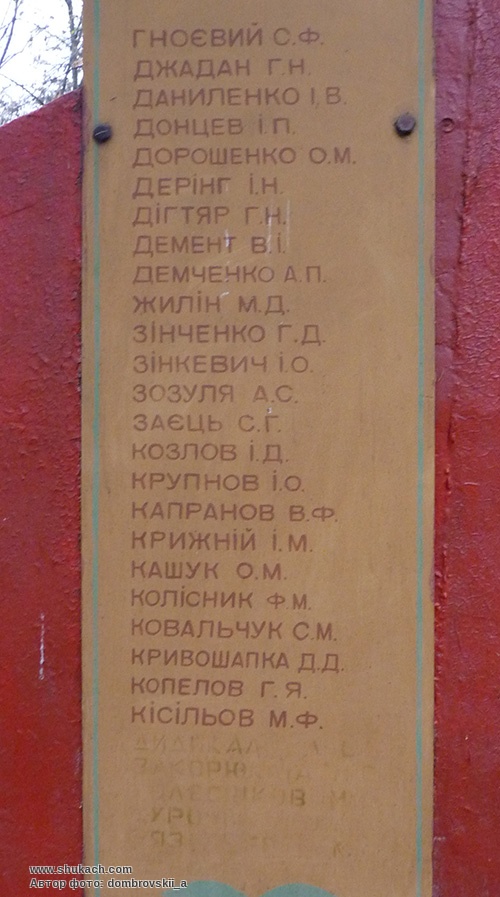 ГНОЄВИЙ С.Ф.
ДЖАДАН Г.Н.
ДАНИЛЕНКО І.В.
ДОНЦЕВ І.П.
ДОРОШЕНКО О.М.
ДЕРІНГ І.Н.
ДІГТЯР Г.Н.
ДЕМЕНТ В.І.
ДЕМЧЕНКО А.П.
ЖИЛІН М.Д.
ЗІНЧЕНКО Г.Д.
ЗІНКЕВИЧ І.О.
ЗОЗУЛЯ А.С.
ЗАЄЦЬ С.Г.
КОЗЛОВ І.Д.
КРУПНОВ І.О.
КАПРАНОВ В.Ф.
КРИЖНІЙ І.М.
КАШУК О.М.
КОЛІСНИК Ф.М.
КОВАЛЬЧУК С.М.
КРИВОШАПКА Д.Д.
КОПЕЛОВ Г.Я.
КІСІЛЬОВ М.Ф.
www.shukach.com
Автор фото: dombrovskii_a